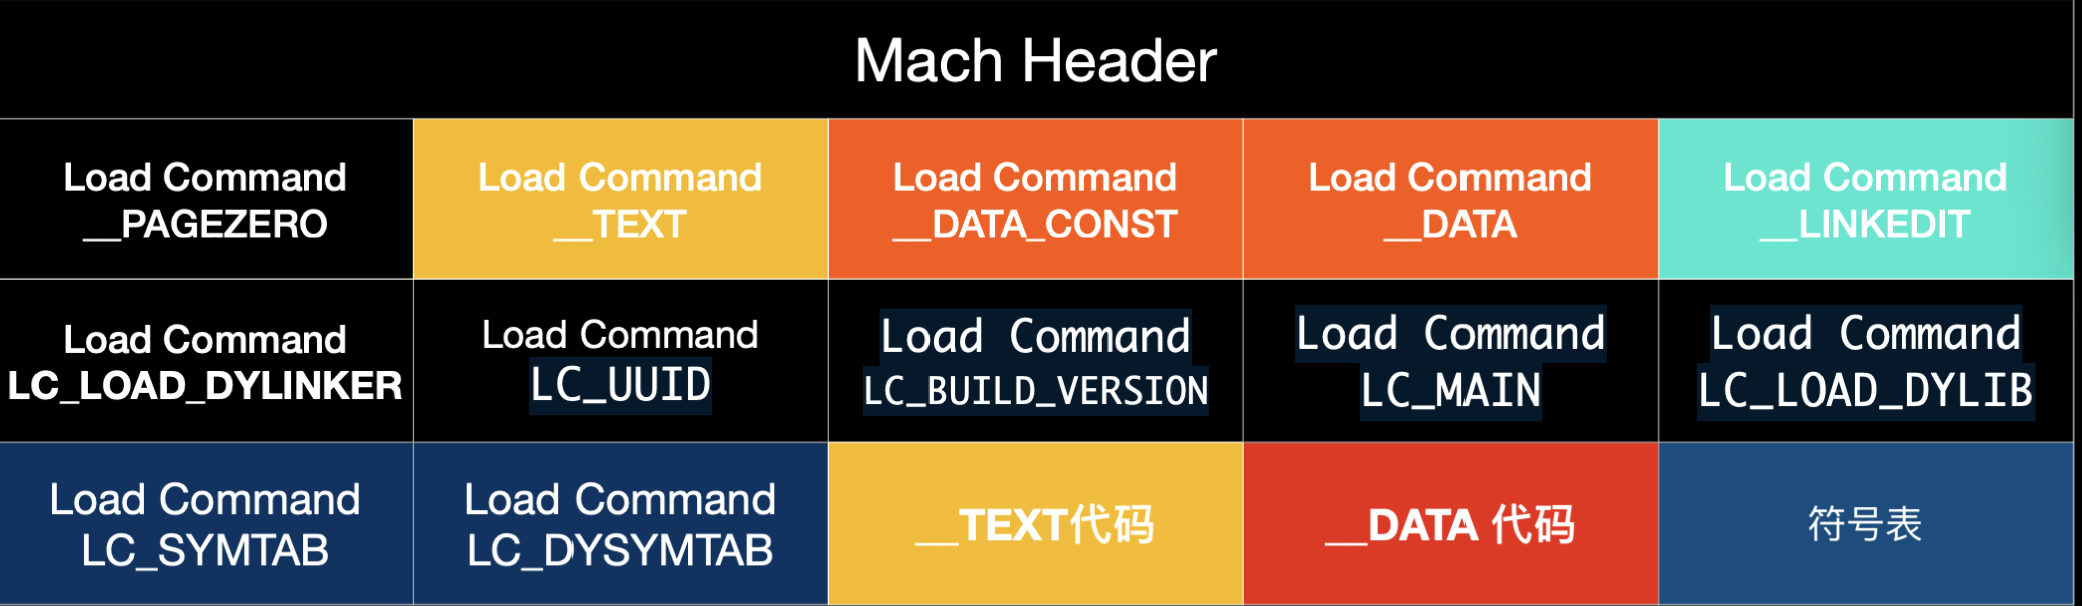 Mach Header
Load Command
__PAGEZERO
Load Command
__TEXT
Load Command
__DATA_CONST
Load Command
__DATA
Load Command
__LINKEDIT
Load Command
LC_LOAD_DYLINKER
Load Command
LC_UUID
Load Command
LC_BUILD_VERSION
Load Command
LC_MAIN
Load Command
LC_LOAD_DYLIB
Load Command
LC_SYMTAB
Load Command
LC_DYSYMTAB
__TEXT代码
__DATA 代码
符号表